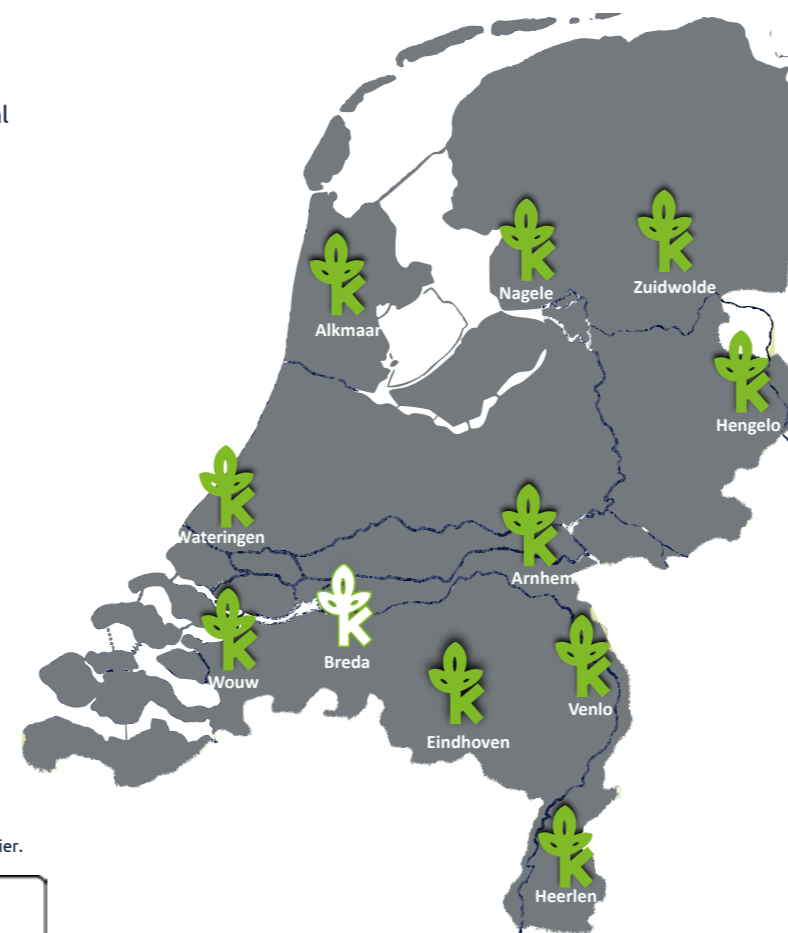 Zuidwolde
Nagele
Alkmaar
Hengelo
Wateringen
Arnhem
Breda
Wouw
Venlo
Eindhoven
Heerlen